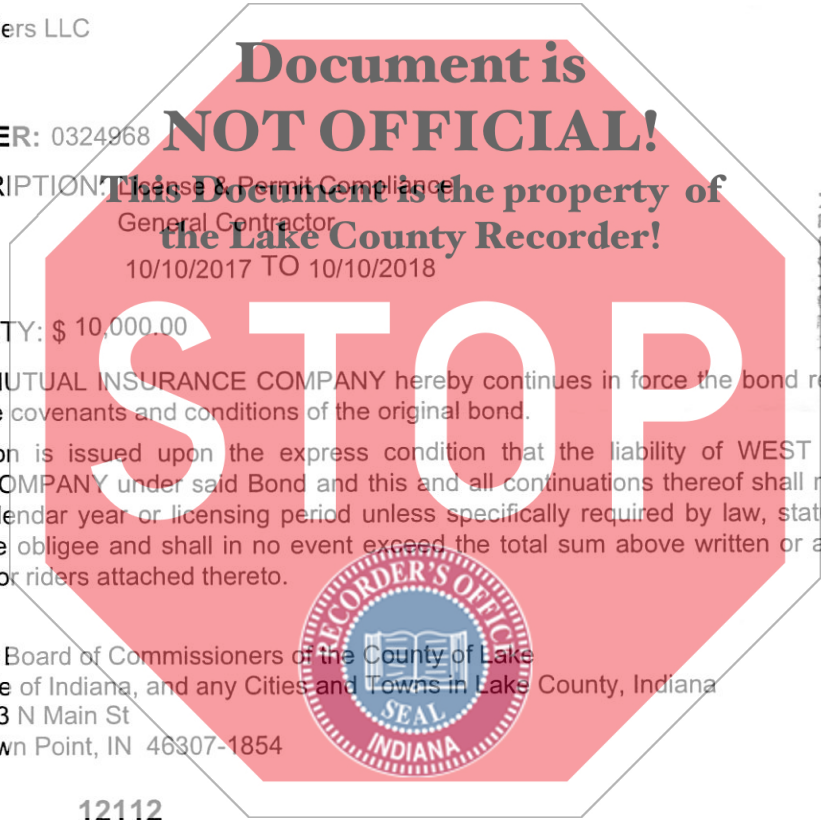 ers LLC
Document is
NOT OFFICIAL!
ER: 0324968
RIPTION: License & Permit Compliance
This Document is the property of
General Contractor
the Lake County Recorder!
10/10/2017 TO 10/10/2018
STOP
TY: $ 10,000.00
UTUAL INSURANCE COMPANY hereby continues in force the bond re
e covenants and conditions of the original bond.
on is issued upon the express condition that the liability of WEST
OMPANY under said Bond and this and all continuations thereof shall
endar year or licensing period unless specifically required by law, stat
e obligee and shall in no event exceed the total sum above written or a
or riders attached thereto.
RECORDER'S OFFICE
SEAL
INDIANA
Board of Commissioners of the County of Lake
e of Indiana, and any Cities and Towns in Lake County, Indiana
3 N Main St
wn Point, IN 46307-1854
12112